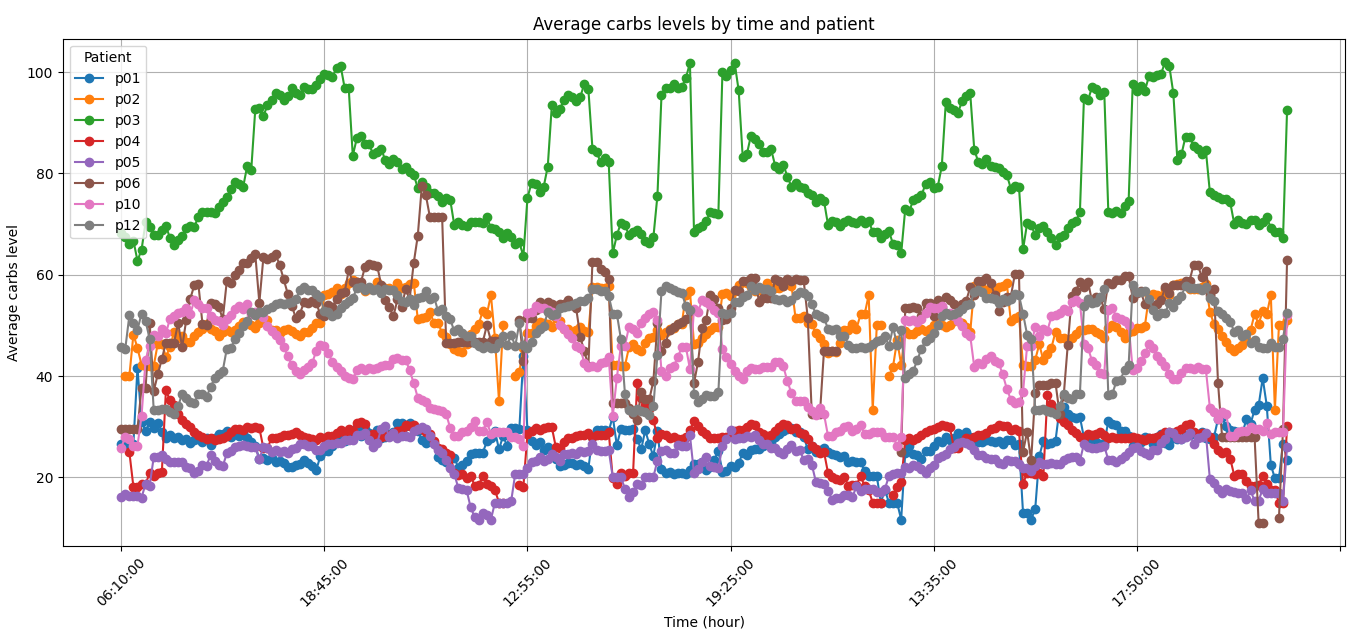 Average carbs levels by time and patient
Average carbs level
100
80
60
40
20
Patient
p01
p02
p03
p04
p05
p06
p10
p12
06:10:00
18:45:00
12:55:00
19:25:00
13:35:00
17:50:00
Time (hour)